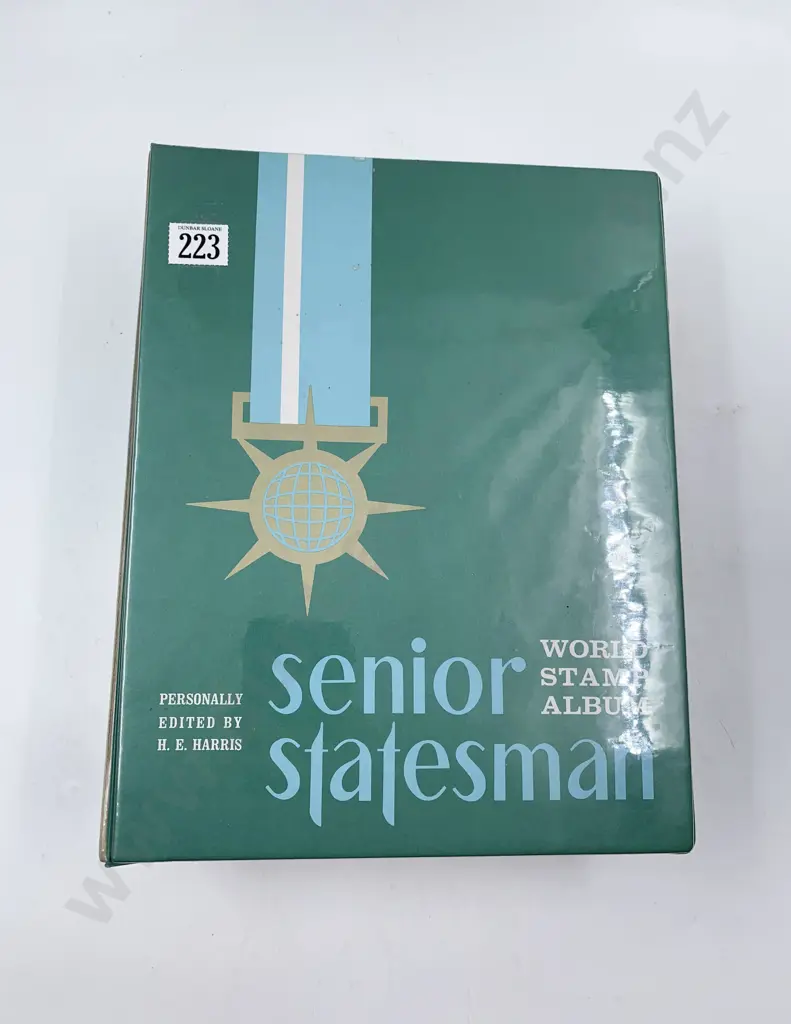 DUNBAR SLOANE
223
senior
statesman
WORLD
STAMP
ALBUM
PERSONALLY
EDITED BY
H. E. HARRIS